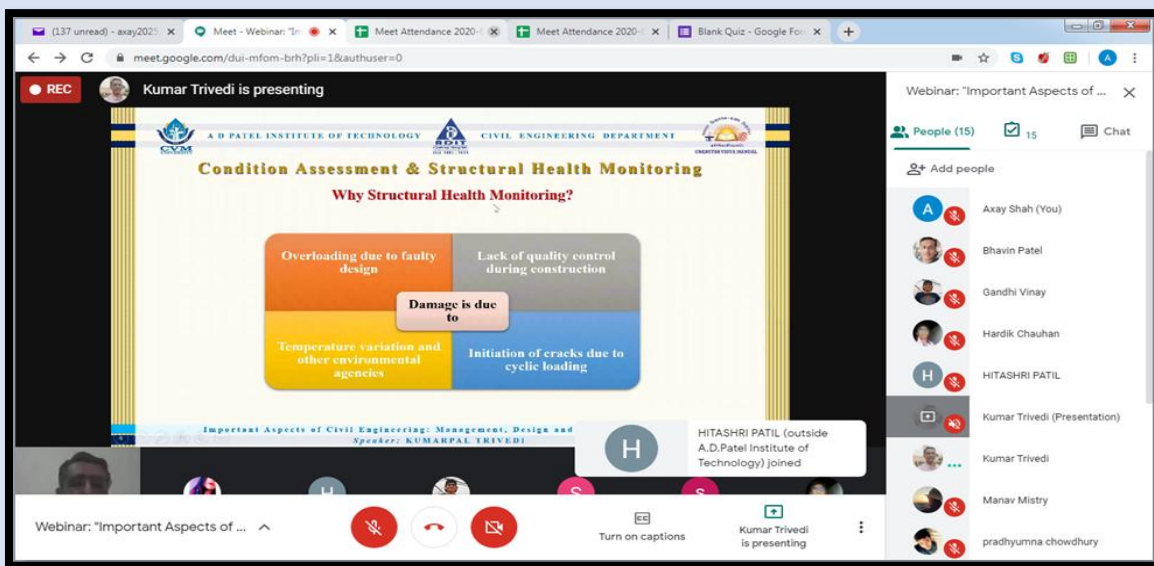 (137 unread) - axay2025
Meet - Webinar: "Im
Meet Attendance 2020-
Meet Attendance 2020-
Blank Quiz - Google For
meet.google.com/dui-mfom-brh?pli=1&authuser=0
A
REC
Kumar Trivedi is presenting
CVM
UNIVERSITY
A D PATEL INSTITUTE OF TECHNOLOGY
ADIT
CIVIL ENGINEERING DEPARTMENT
CHARUTAR VIDYA MANDAL
Condition Assessment & Structural Health Monitoring
Why Structural Health Monitoring?
Overloading due to faulty
design
Lack of quality control
during construction
Damage is due
to
Temperature variation and
other environmental
agencies
Initiation of cracks due to
cyclic loading
Important Aspects of Civil Engineering: Management, Design and
Speaker: KUMARPAL TRIVEDI
H
HITASHRI PATIL (outside
A.D.Patel Institute of
Technology) joined
H
S
S
Webinar: "Important Aspects of ...
CC
Turn on captions
Kumar Trivedi
is presenting
Webinar: "Important Aspects of ...
People (15)
15
Chat
Add people
A
Axay Shah (You)
Bhavin Patel
Gandhi Vinay
Hardik Chauhan
H
HITASHRI PATIL
Kumar Trivedi (Presentation)
Kumar Trivedi
Manav Mistry
pradhyumna chowdhury